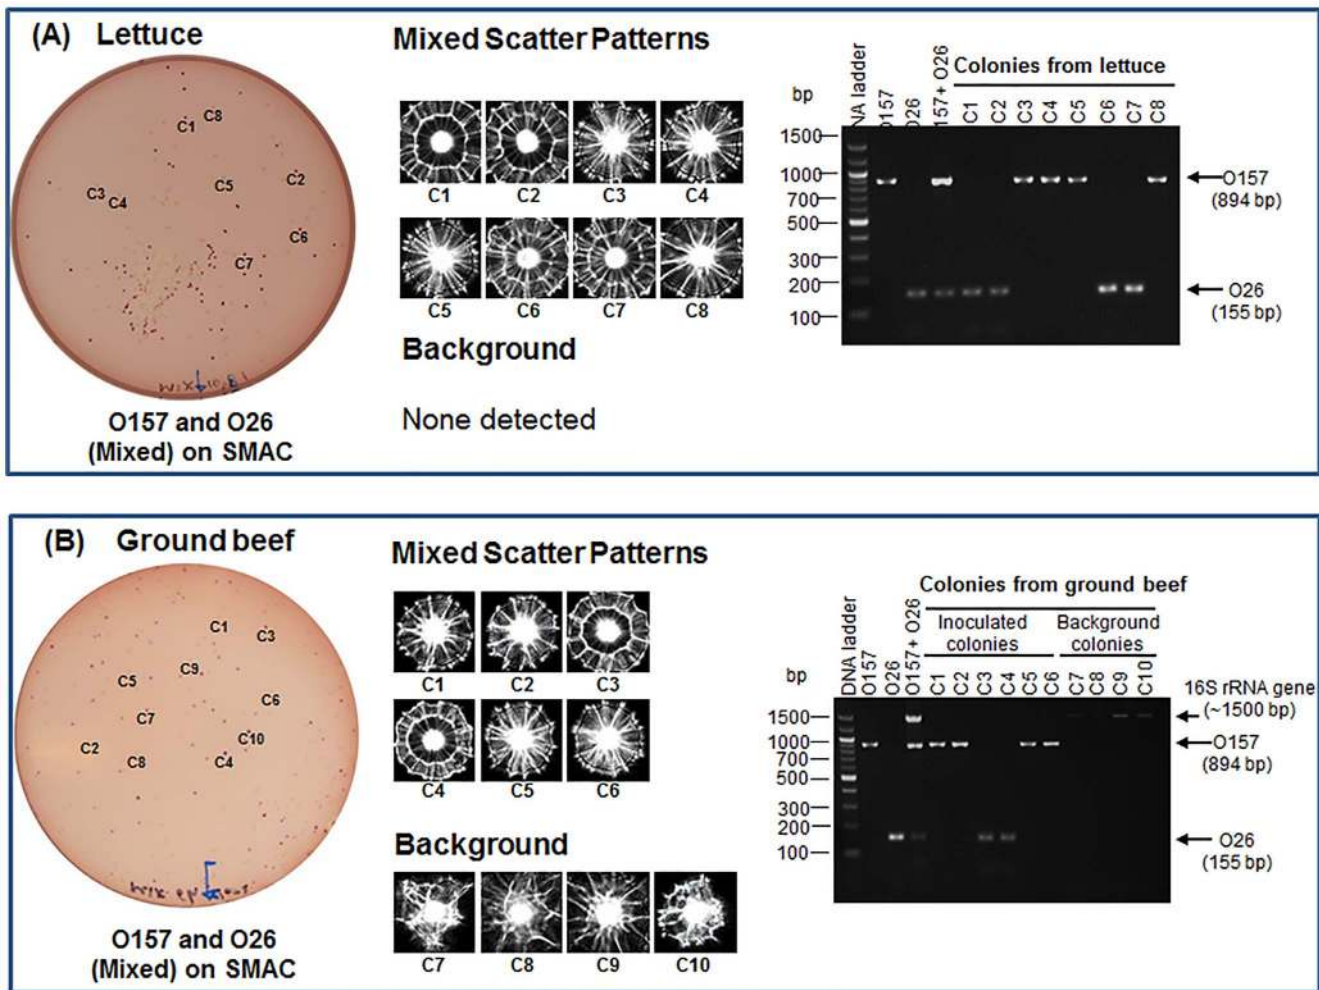 (A) Lettuce
C1
C8
C3
C4
C5
C2
C6
C7
O157 and O26
(Mixed) on SMAC
Mixed Scatter Patterns
C1 C2 C3 C4
C5 C6 C7 C8
Background
None detected
Colonies from lettuce
bp
NA ladder
O157
O26
157+ O26
C1
C2
C3
C4
C5
C6
C7
C8
1500
1000
700
500
300
200
100
O157
(894 bp)
O26
(155 bp)
(B) Ground beef
C1
C3
C9
C5
C6
C7
C10
C2
C8
C4
O157 and O26
(Mixed) on SMAC
Mixed Scatter Patterns
C1 C2 C3
C4 C5 C6
Background
C7 C8 C9 C10
Colonies from ground beef
Inoculated
colonies
Background
colonies
bp
DNA ladder
O157
O26
O157+ O26
C1
C2
C3
C4
C5
C6
C7
C8
C9
C10
1500
1000
700
500
300
200
100
16S rRNA gene
(~1500 bp)
O157
(894 bp)
O26
(155 bp)